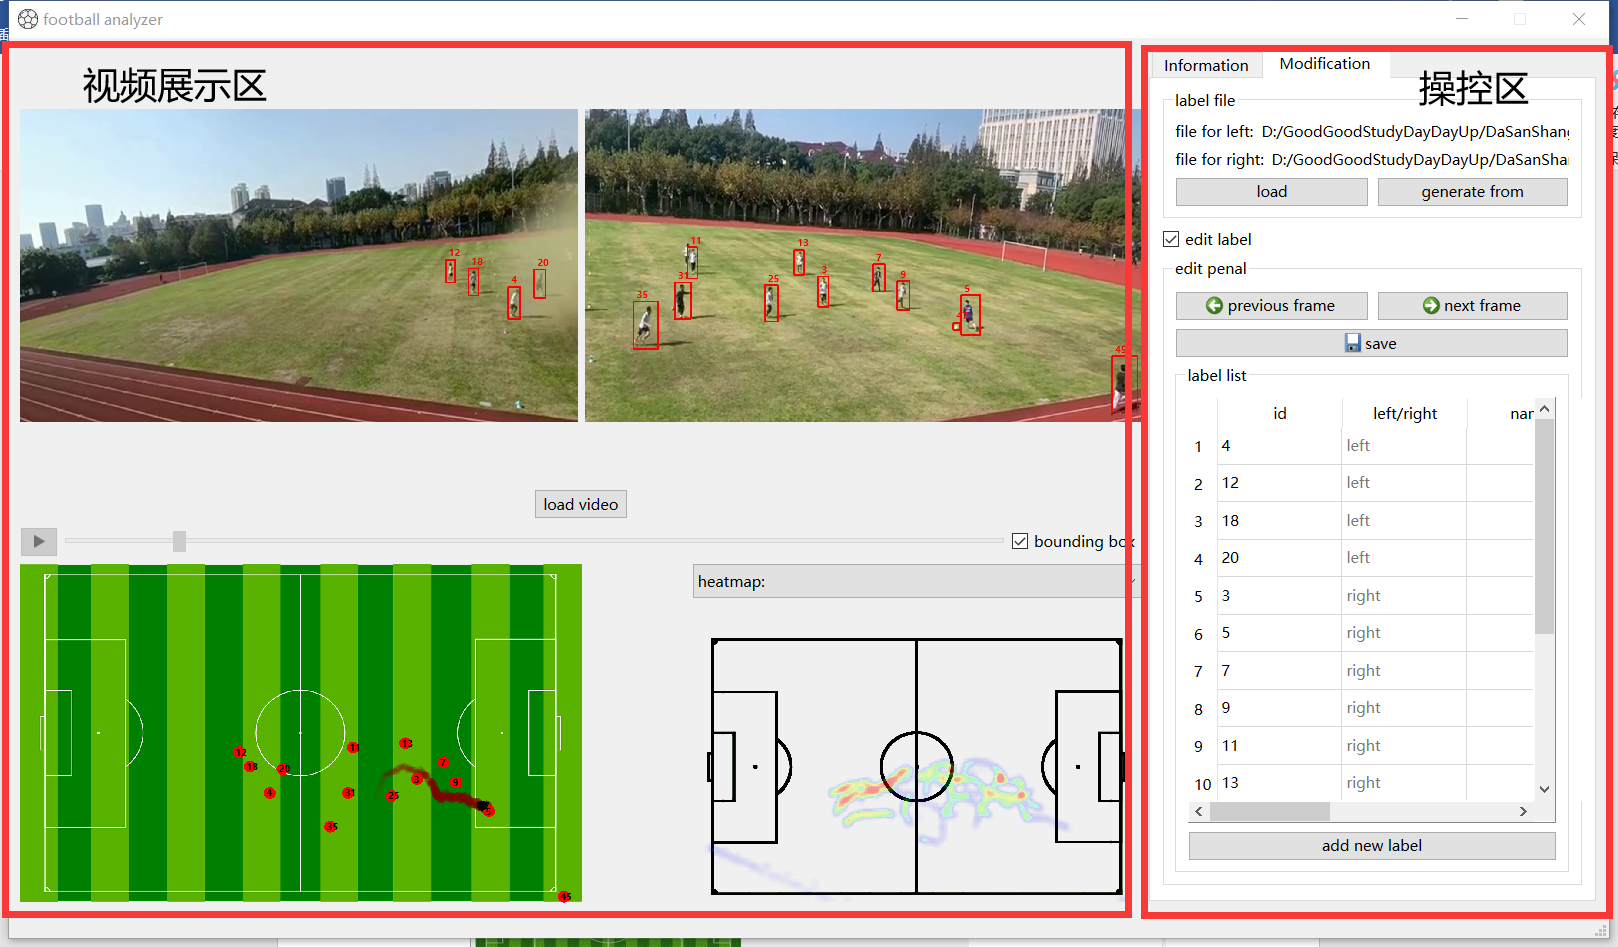 football analyzer
视频展示区
12
18
20
4
11
13
31
25
3
7
9
35
5
45
load video
bounding box
heatmap:
12
18
20
4
11
13
7
3
9
31
25
35
5
45
Information
Modification
操控区
label file
file for left: D:/GoodGoodStudyDayDayUp/DaSanShang
file for right: D:/GoodGoodStudyDayDayUp/DaSanShan
load
generate from
edit label
edit penal
previous frame
next frame
save
label list
id left/right nar
1 4 left
2 12 left
3 18 left
4 20 left
5 3 right
6 5 right
7 7 right
8 9 right
9 11 right
10 13 right
add new label